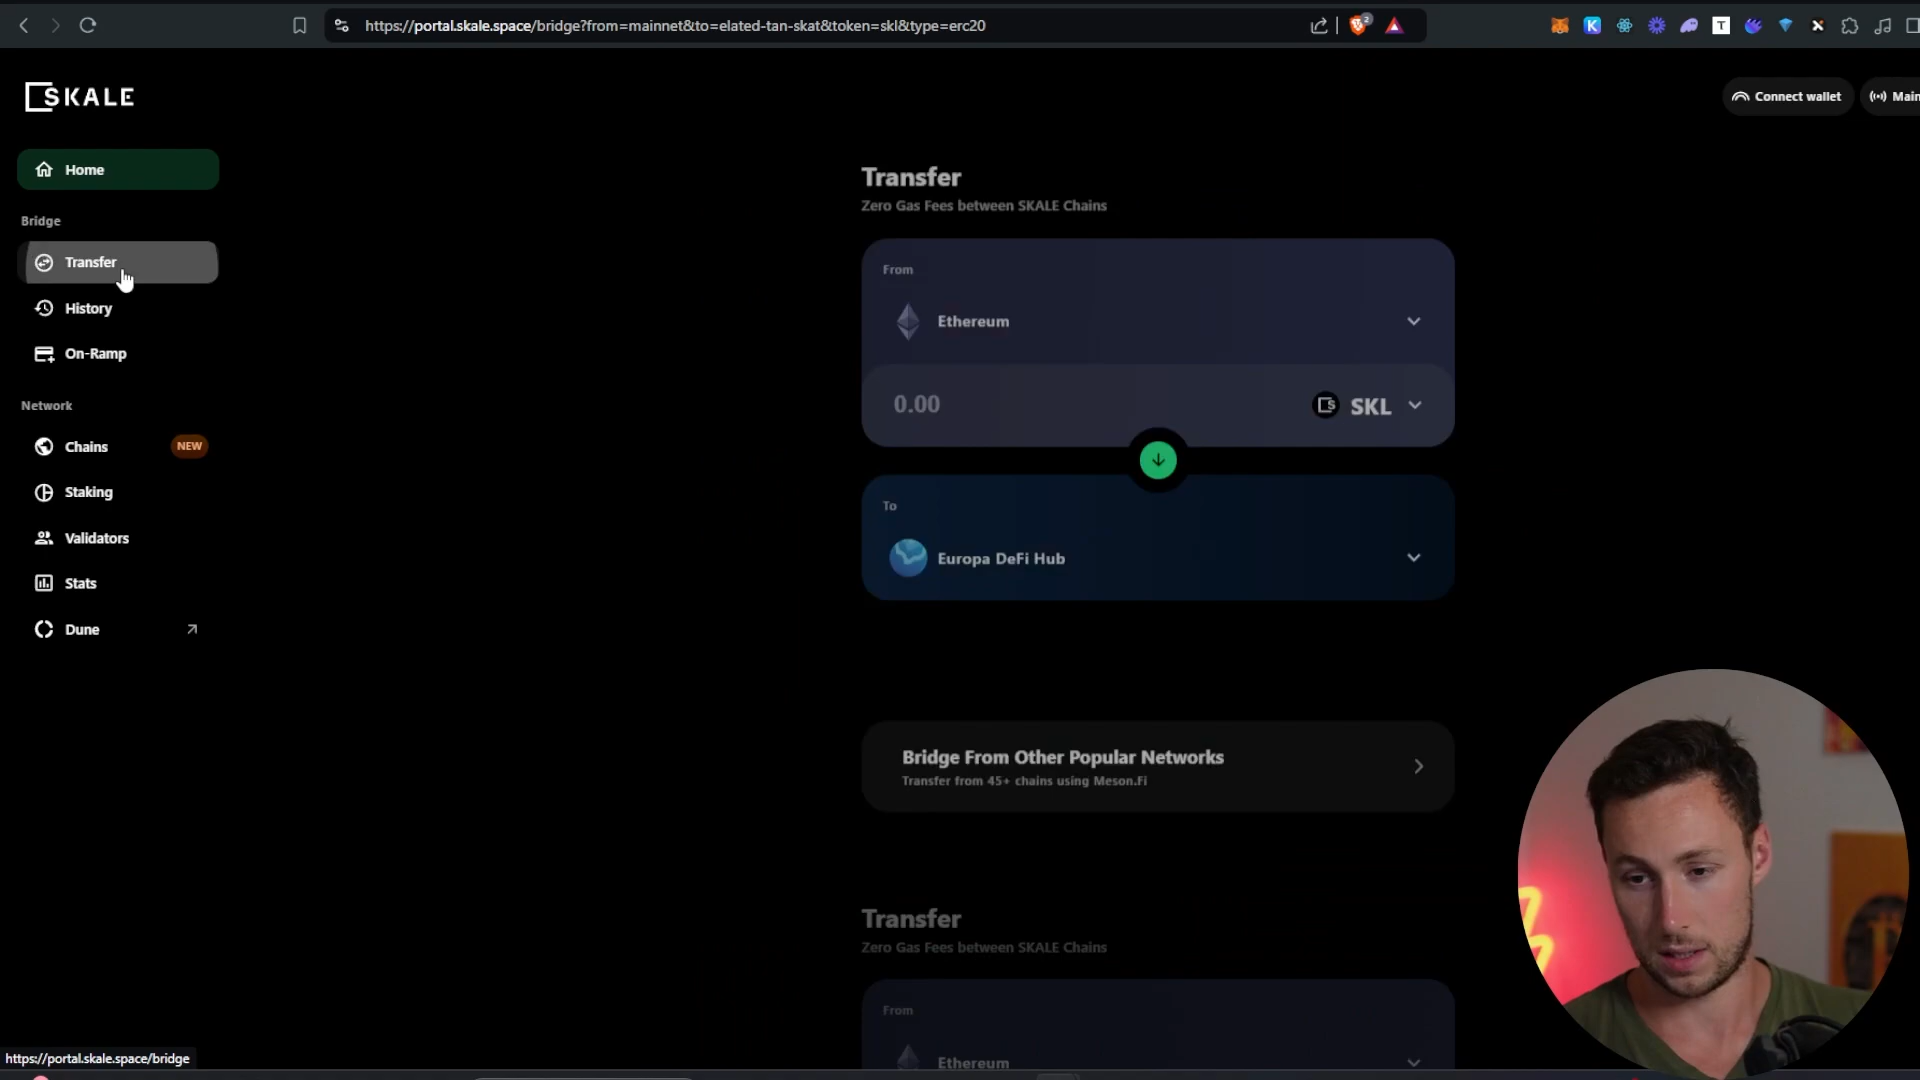 https://portal.skale.space/bridge?from=mainnet&to=elated-tan-skat&token=skl&type=erc20
2
K
T
SKALE
Connect wallet
Main
Home
Bridge
Transfer
History
On-Ramp
Network
Chains
NEW
Staking
Validators
Stats
Dune
Transfer
Zero Gas Fees between SKALE Chains
From
Ethereum
0.00
SKL
To
Europa DeFi Hub
Bridge From Other Popular Networks
Transfer from 45+ chains using Meson.Fi
Transfer
Zero Gas Fees between SKALE Chains
From
Ethereum
https://portal.skale.space/bridge